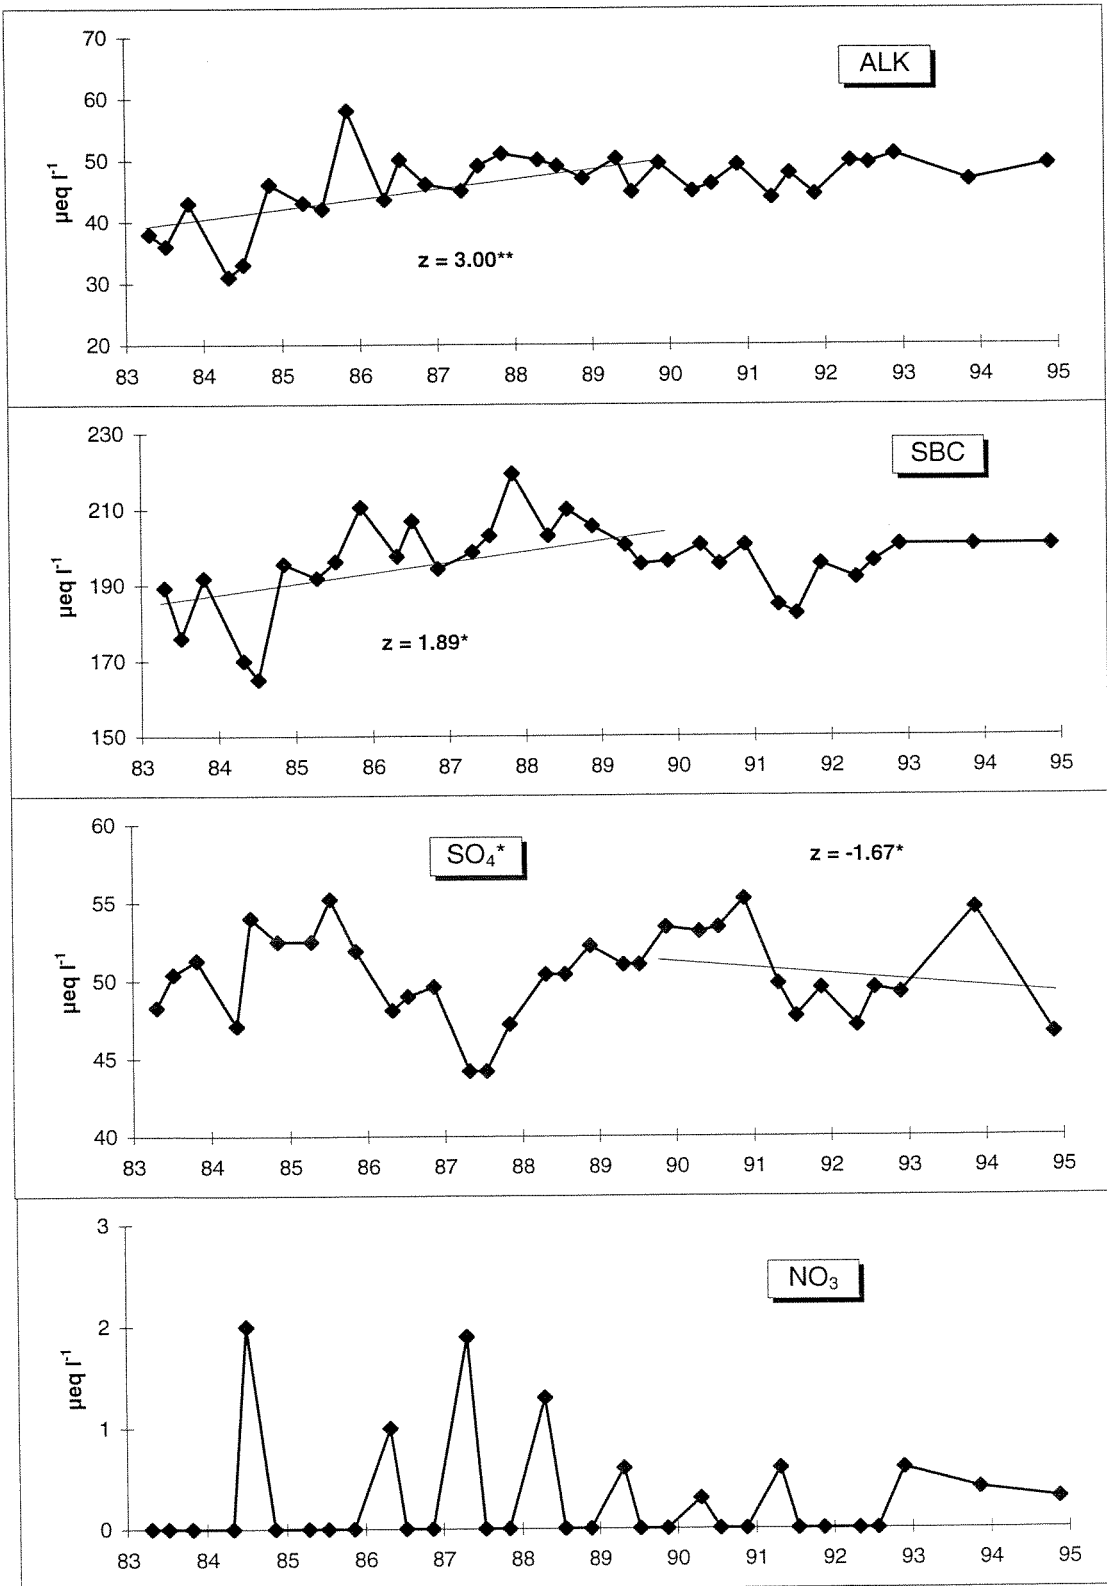 70
60
50
40
30
20
µeq l⁻¹
ALK
z = 3.00**
83 84 85 86 87 88 89 90 91 92 93 94 95
230
210
190
170
150
µeq l⁻¹
SBC
z = 1.89*
83 84 85 86 87 88 89 90 91 92 93 94 95
60
55
50
45
40
µeq l⁻¹
SO₄*
z = -1.67*
83 84 85 86 87 88 89 90 91 92 93 94 95
3
2
1
0
µeq l⁻¹
NO₃
83 84 85 86 87 88 89 90 91 92 93 94 95